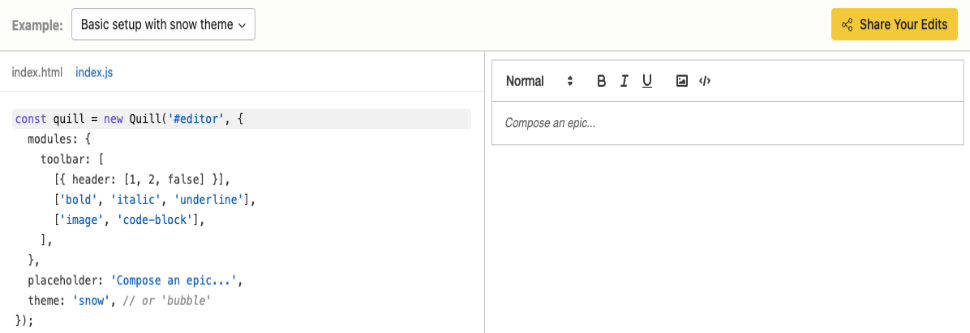 Example: Basic setup with snow theme
Share Your Edits
index.html index.js
const quill = new Quill('#editor', {
  modules: {
    toolbar: [
      [{ header: [1, 2, false] }],
      ['bold', 'italic', 'underline'],
      ['image', 'code-block'],
    ],
  },
  placeholder: 'Compose an epic...',
  theme: 'snow', // or 'bubble'
});
Normal B I U
Compose an epic...